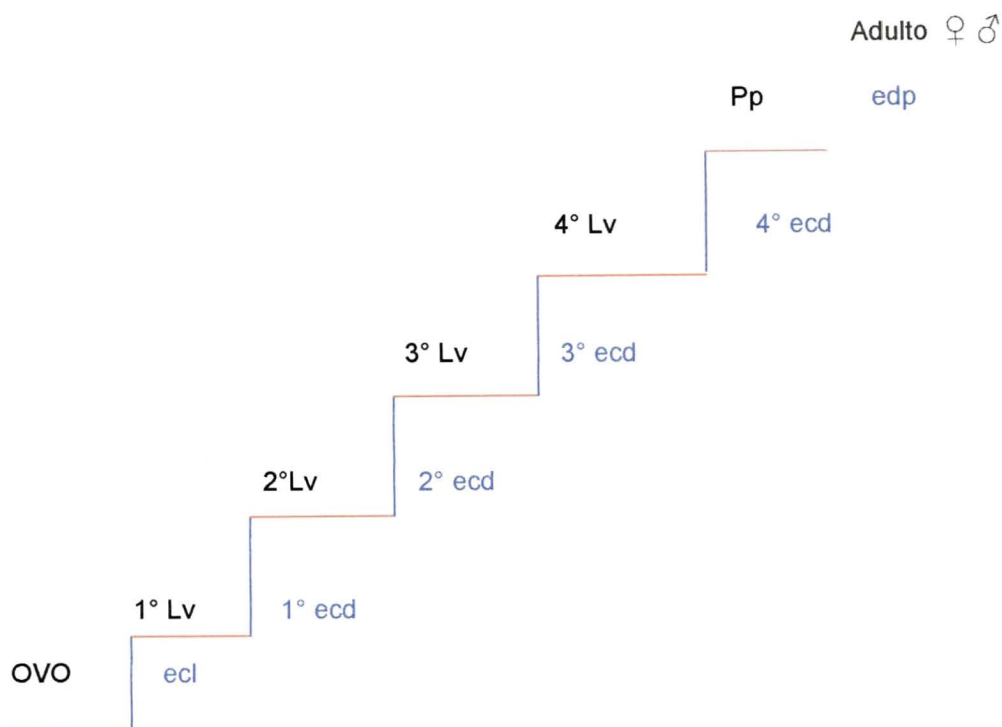 Adulto ♀ ♂
Pp edp
4° Lv 4° ecd
3° Lv 3° ecd
2°Lv 2° ecd
1° Lv 1° ecd
OVO ecl